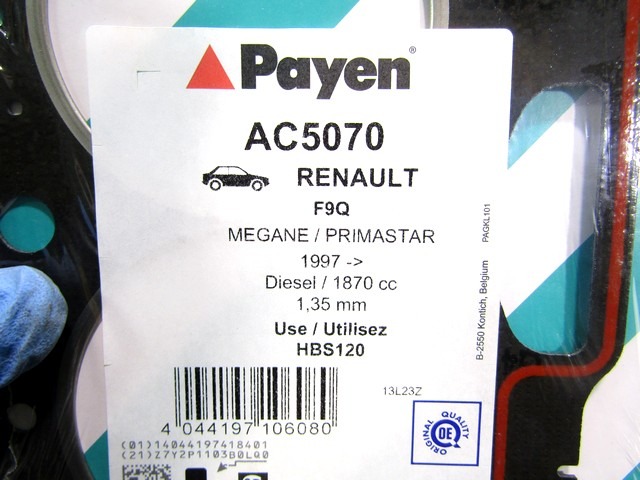 Payen®
AC5070
RENAULT
F9Q
MEGANE / PRIMASTAR
1997 ->
Diesel / 1870 cc
1,35 mm
Use / Utilisez
HBS120
B-2550 Kontich, Belgium PAGKL101
13L23Z
4 044197 106080
(01)14044197418401
(21)Z7Y2P1103B0LQ0
ORIGINAL QUALITY
OE